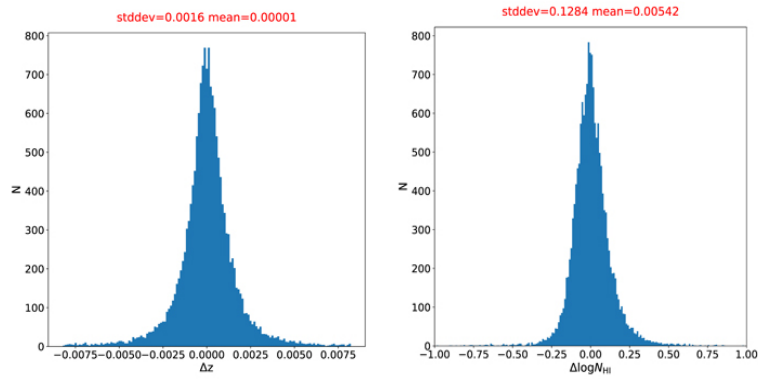 stddev=0.0016 mean=0.00001
800
700
600
500
400
300
200
100
0
N
−0.0075−0.0050−0.0025 0.0000 0.0025 0.0050 0.0075
Δz
stddev=0.1284 mean=0.00542
800
700
600
500
400
300
200
100
0
N
−1.00 −0.75 −0.50 −0.25 0.00 0.25 0.50 0.75 1.00
ΔlogN_HI